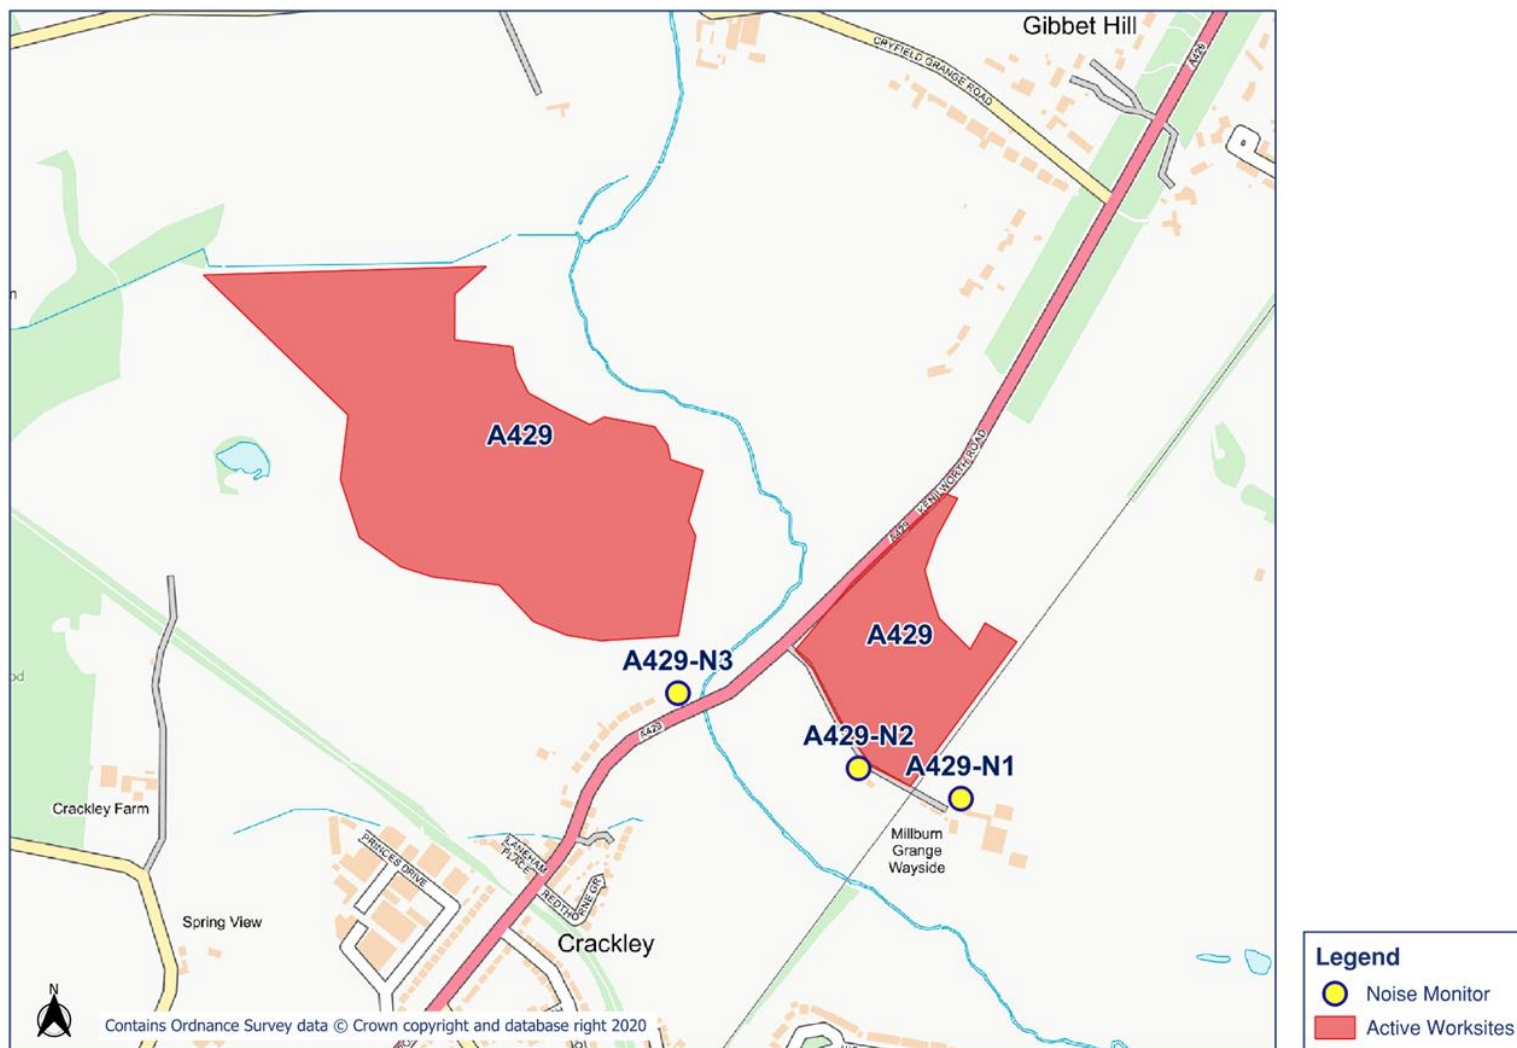 Gibbet Hill
A429
CRYFIELD GRANGE ROAD
A429
KENILWORTH ROAD
A429
A429
A429-N3
A429
A429-N2
A429-N1
Crackley Farm
Millburn
Grange
Wayside
PRINCES DRIVE
LANEHAM
PLACE
REDTHORNE GR
Spring View
Crackley
N
Contains Ordnance Survey data © Crown copyright and database right 2020
Legend
Noise Monitor
Active Worksites